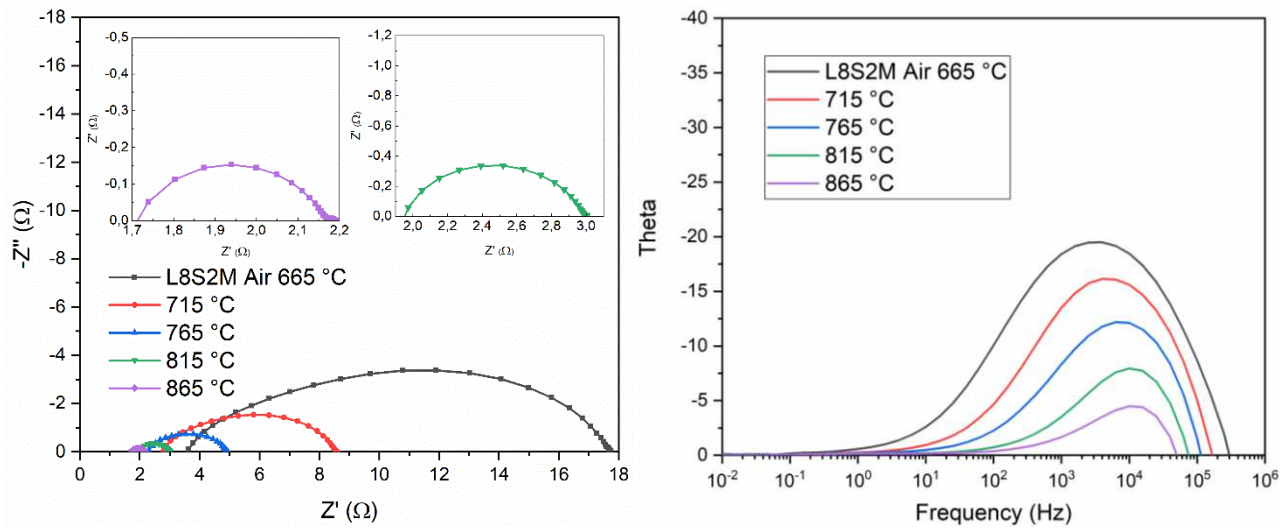 -Z'' (Ω)
-18
-16
-14
-12
-10
-8
-6
-4
-2
0
0 2 4 6 8 10 12 14 16 18
Z' (Ω)
Z' (Ω)
-0,5
-0,4
-0,3
-0,2
-0,1
0,0
1,7 1,8 1,9 2,0 2,1 2,2
Z' (Ω)
Z' (Ω)
-1,2
-1,0
-0,8
-0,6
-0,4
-0,2
0,0
2,0 2,2 2,4 2,6 2,8 3,0
Z' (Ω)
L8S2M Air 665 °C
715 °C
765 °C
815 °C
865 °C
Theta
-40
-35
-30
-25
-20
-15
-10
-5
0
10-2 10-1 100 101 102 103 104 105 106
Frequency (Hz)
L8S2M Air 665 °C
715 °C
765 °C
815 °C
865 °C